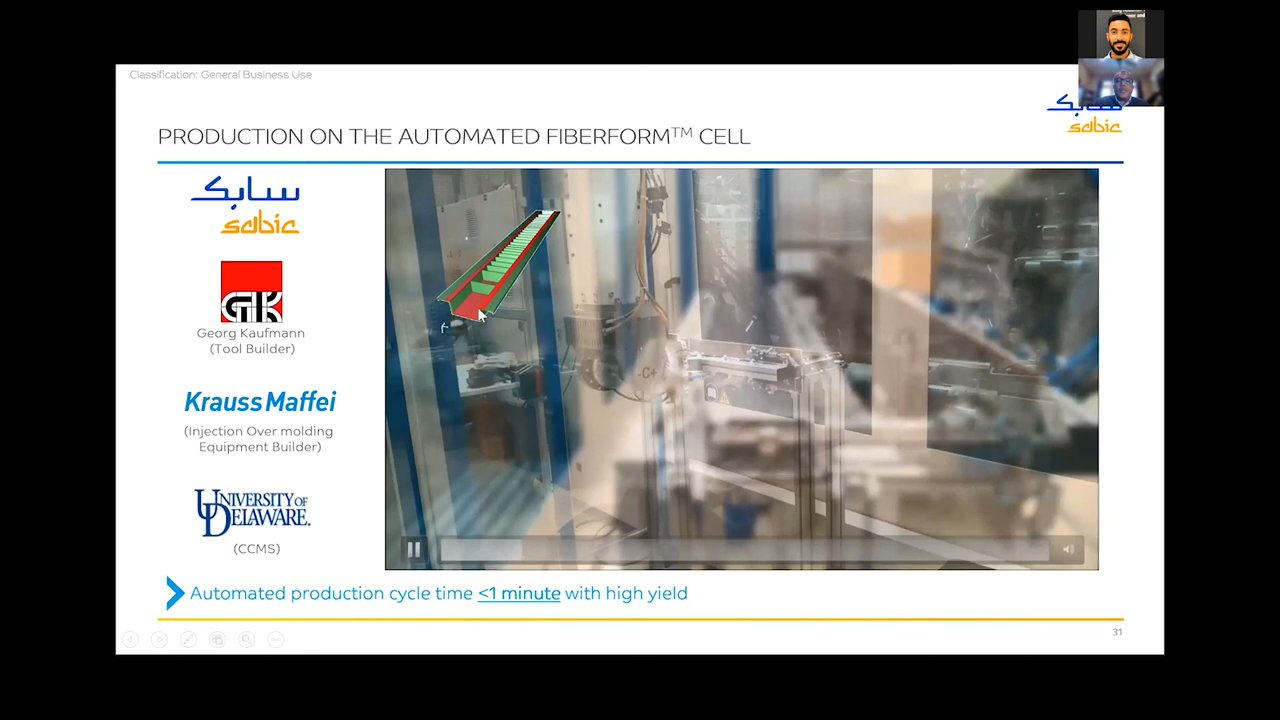 Classification: General Business Use
سابك
sabic
PRODUCTION ON THE AUTOMATED FIBERFORM™ CELL
سابك
sabic
GK
Georg Kaufmann
(Tool Builder)
Krauss Maffei
(Injection Over molding
Equipment Builder)
UNIVERSITY OF
DELAWARE.
(CCMS)
-C+
Automated production cycle time <1 minute with high yield
31